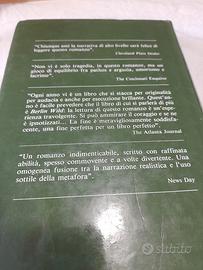 "Chiunque ami la narrativa di alto livello sarà felice di
leggere questo romanzo".
Cleveland Plain Dealer
"Non vi è solo tragedia, in questo romanzo, ma un
gioco di equilibrio tra pathos e arguzia, umorismo e
lacrime".
The Cincinnati Enquirer
"Ogni anno vi è un libro che si stacca per originalità
per audacia e anche per esecuzione brillante. Quest'an-
no è facile prevedere che il libro di cui si parlerà di più
è Berlin Wild. La lettura di questo romanzo è un'espe-
rienza travolgente. Si può ammirare il coraggio e se ne
è ipnotizzati... La fine è meravigliosamente soddisfa-
cente, una fine perfetta per un libro perfetto".
The Atlanta Journal
"Un romanzo indimenticabile, scritto con raffinata
abilità, spesso commovente e a volte divertente. Una
omogenea fusione tra la narrazione realistica e l'uso
sottile della metafora".
News Day
subito